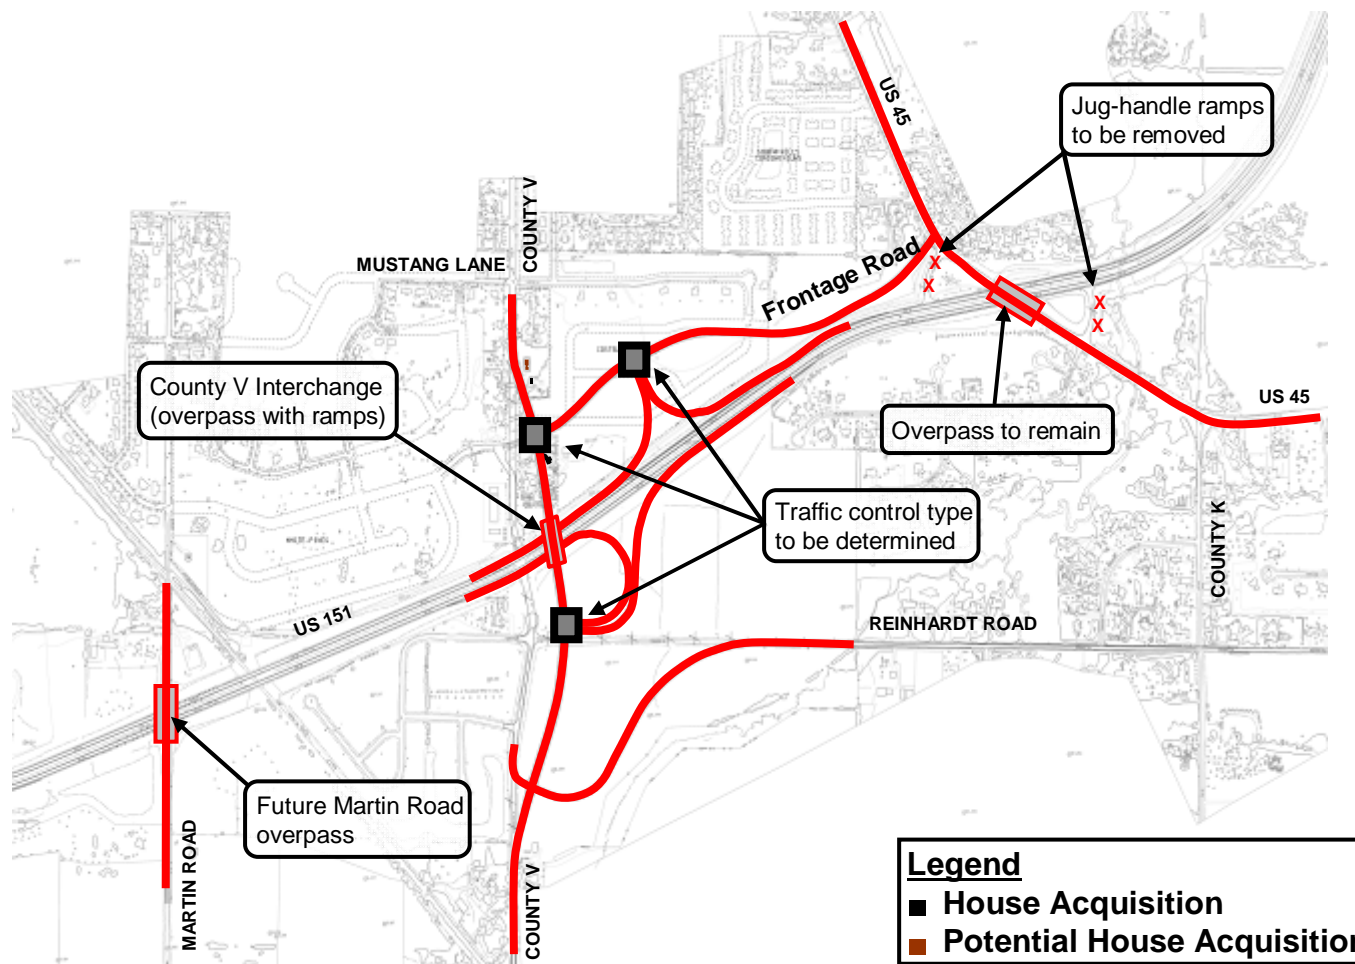 US 45
Jug-handle ramps
to be removed
COUNTY V
MUSTANG LANE
Frontage Road
County V Interchange
(overpass with ramps)
US 45
Overpass to remain
Traffic control type
to be determined
COUNTY K
US 151
REINHARDT ROAD
Future Martin Road
overpass
MARTIN ROAD
COUNTY V
X
X
X
X
Legend
House Acquisition
Potential House Acquisition